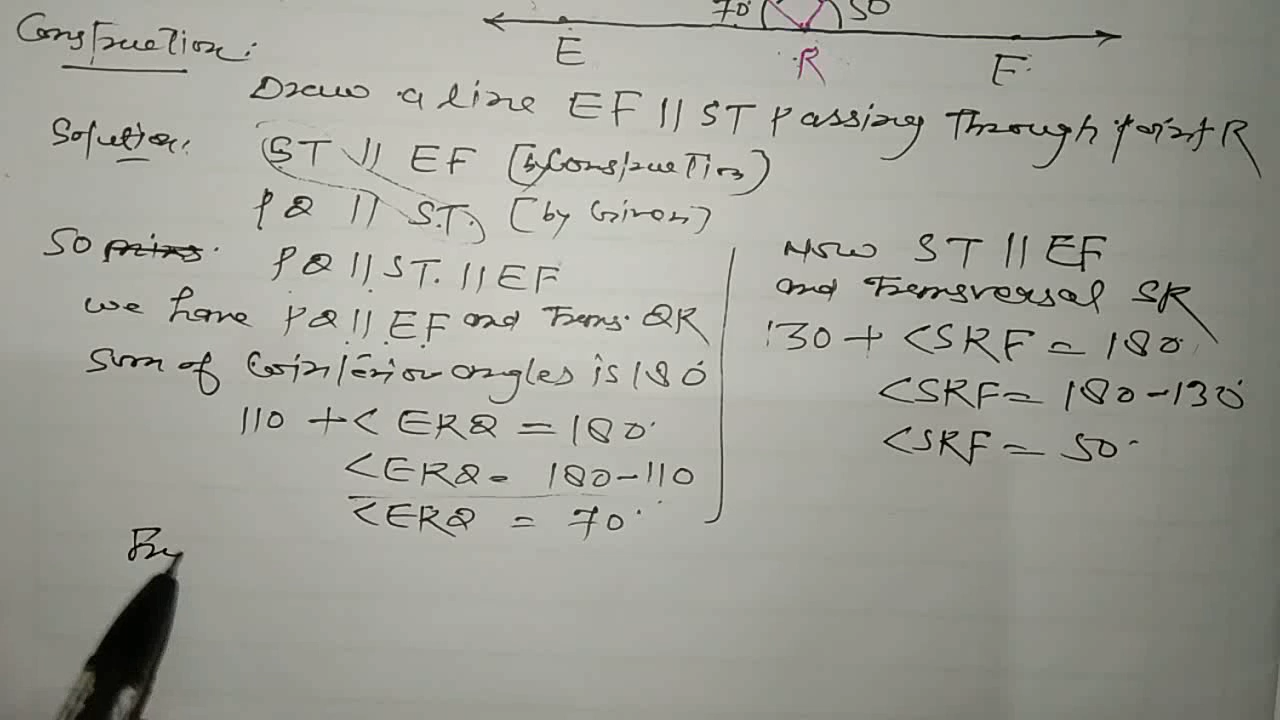 70° 50
E R F
Construction:
Draw a line EF || ST passing through point R
Solution: ST || EF (by Construction)
PQ || S.T. (by Given)
So PQ || ST. || EF
we have PQ || EF and Trans. QR
Sum of Cointerior angles is 180
110 + <ERQ = 180
<ERQ = 180-110
<ERQ = 70°
Now ST || EF
and Transversal SR
130 + <SRF = 180
<SRF = 180-130
<SRF = 50°